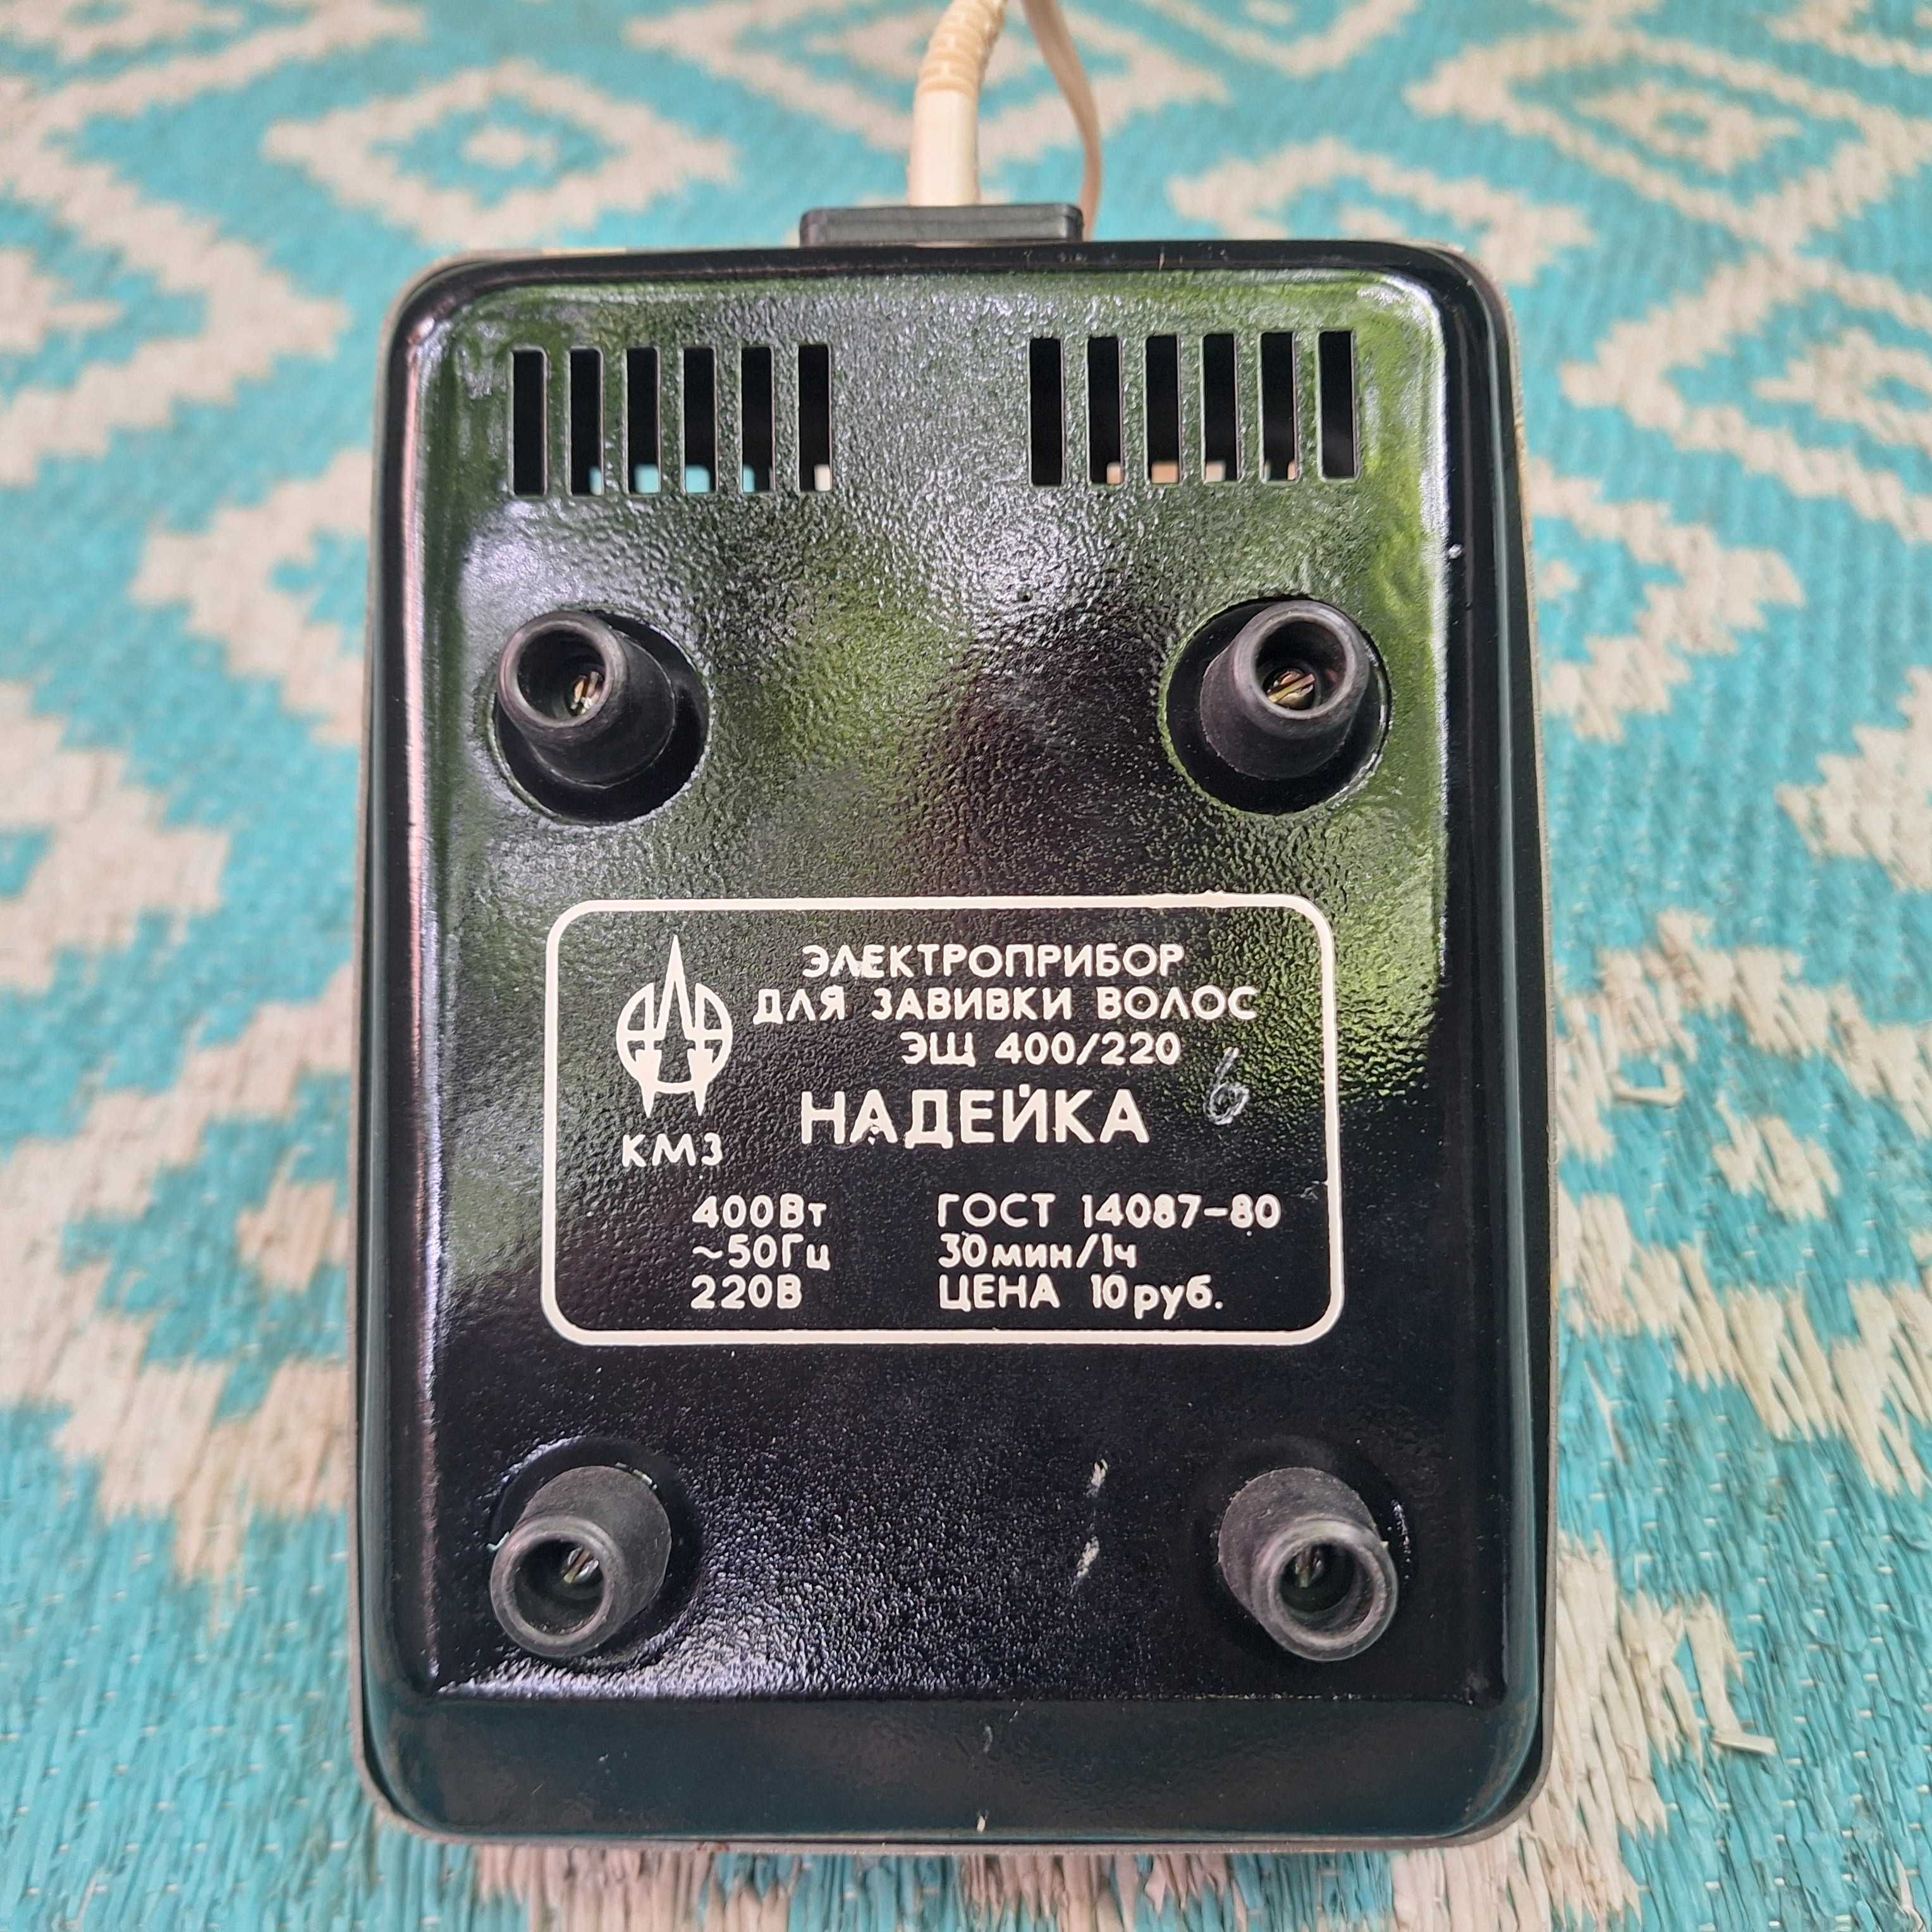 ЭЛЕКТРОПРИБОР
ДЛЯ ЗАВИВКИ ВОЛОС
ЭЩ 400/220
НАДЕЙКА 6
КМЗ
400Вт ГОСТ 14087-80
~50Гц 30мин/1ч
220В ЦЕНА 10руб.